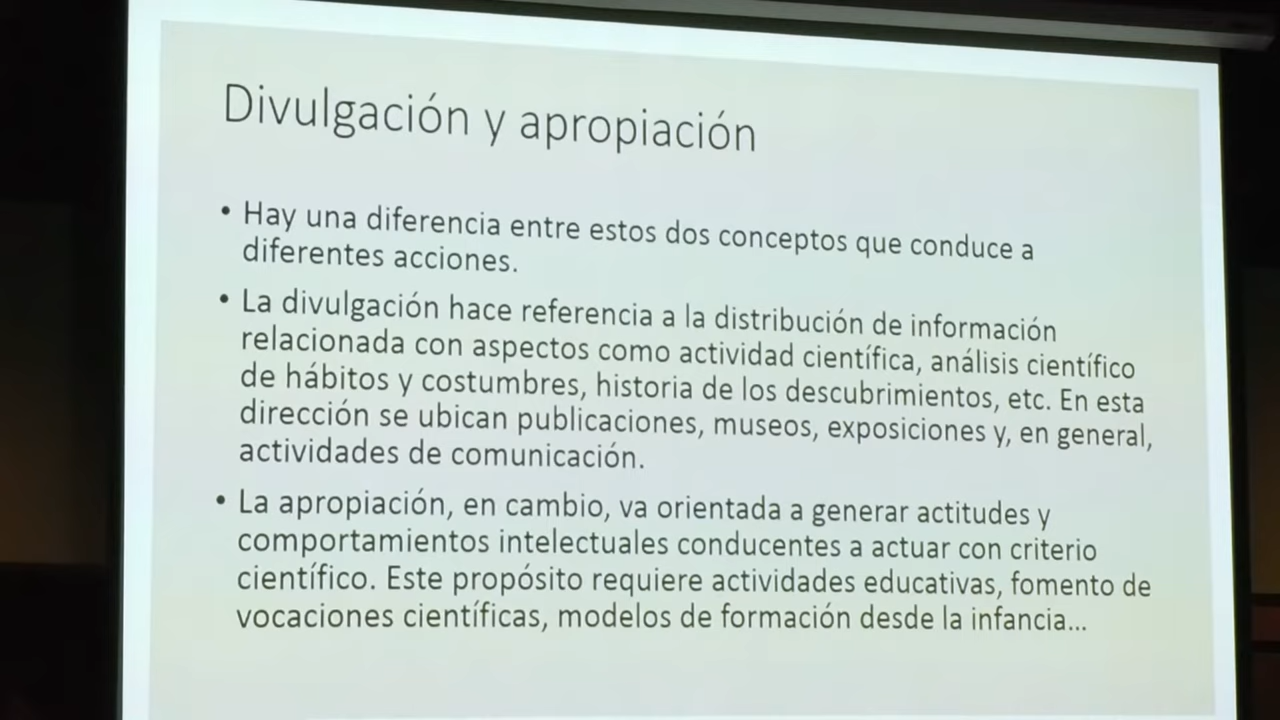 Divulgación y apropiación
• Hay una diferencia entre estos dos conceptos que conduce a
diferentes acciones.
• La divulgación hace referencia a la distribución de información
relacionada con aspectos como actividad científica, análisis científico
de hábitos y costumbres, historia de los descubrimientos, etc. En esta
dirección se ubican publicaciones, museos, exposiciones y, en general,
actividades de comunicación.
• La apropiación, en cambio, va orientada a generar actitudes y
comportamientos intelectuales conducentes a actuar con criterio
científico. Este propósito requiere actividades educativas, fomento de
vocaciones científicas, modelos de formación desde la infancia...